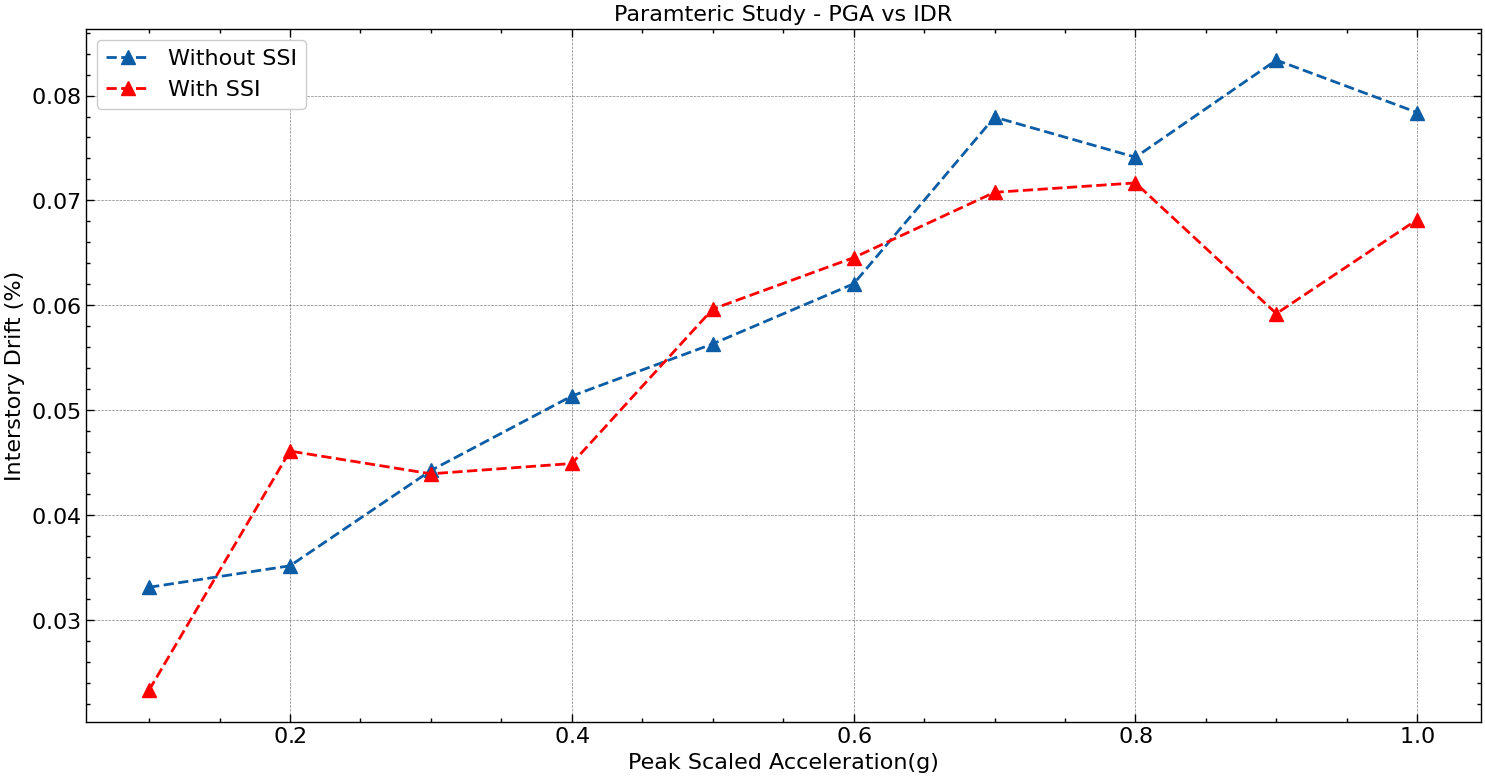 Paramteric Study - PGA vs IDR
Without SSI
With SSI
0.08
0.07
0.06
0.05
0.04
0.03
Interstory Drift (%)
0.2 0.4 0.6 0.8 1.0
Peak Scaled Acceleration(g)